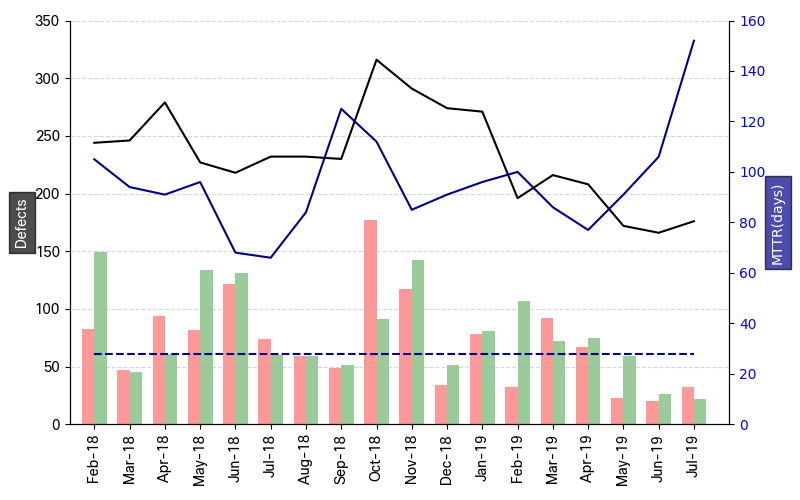 350
300
250
200
150
100
50
0
Defects
160
140
120
100
80
60
40
20
0
MTTR(days)
Feb-18
Mar-18
Apr-18
May-18
Jun-18
Jul-18
Aug-18
Sep-18
Oct-18
Nov-18
Dec-18
Jan-19
Feb-19
Mar-19
Apr-19
May-19
Jun-19
Jul-19